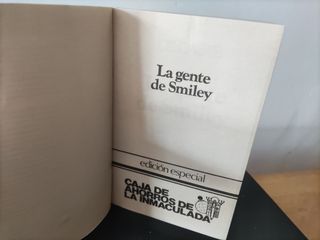 La gente
de Smiley
edición especial
CAJA DE
AHORROS DE
LA INMACULADA